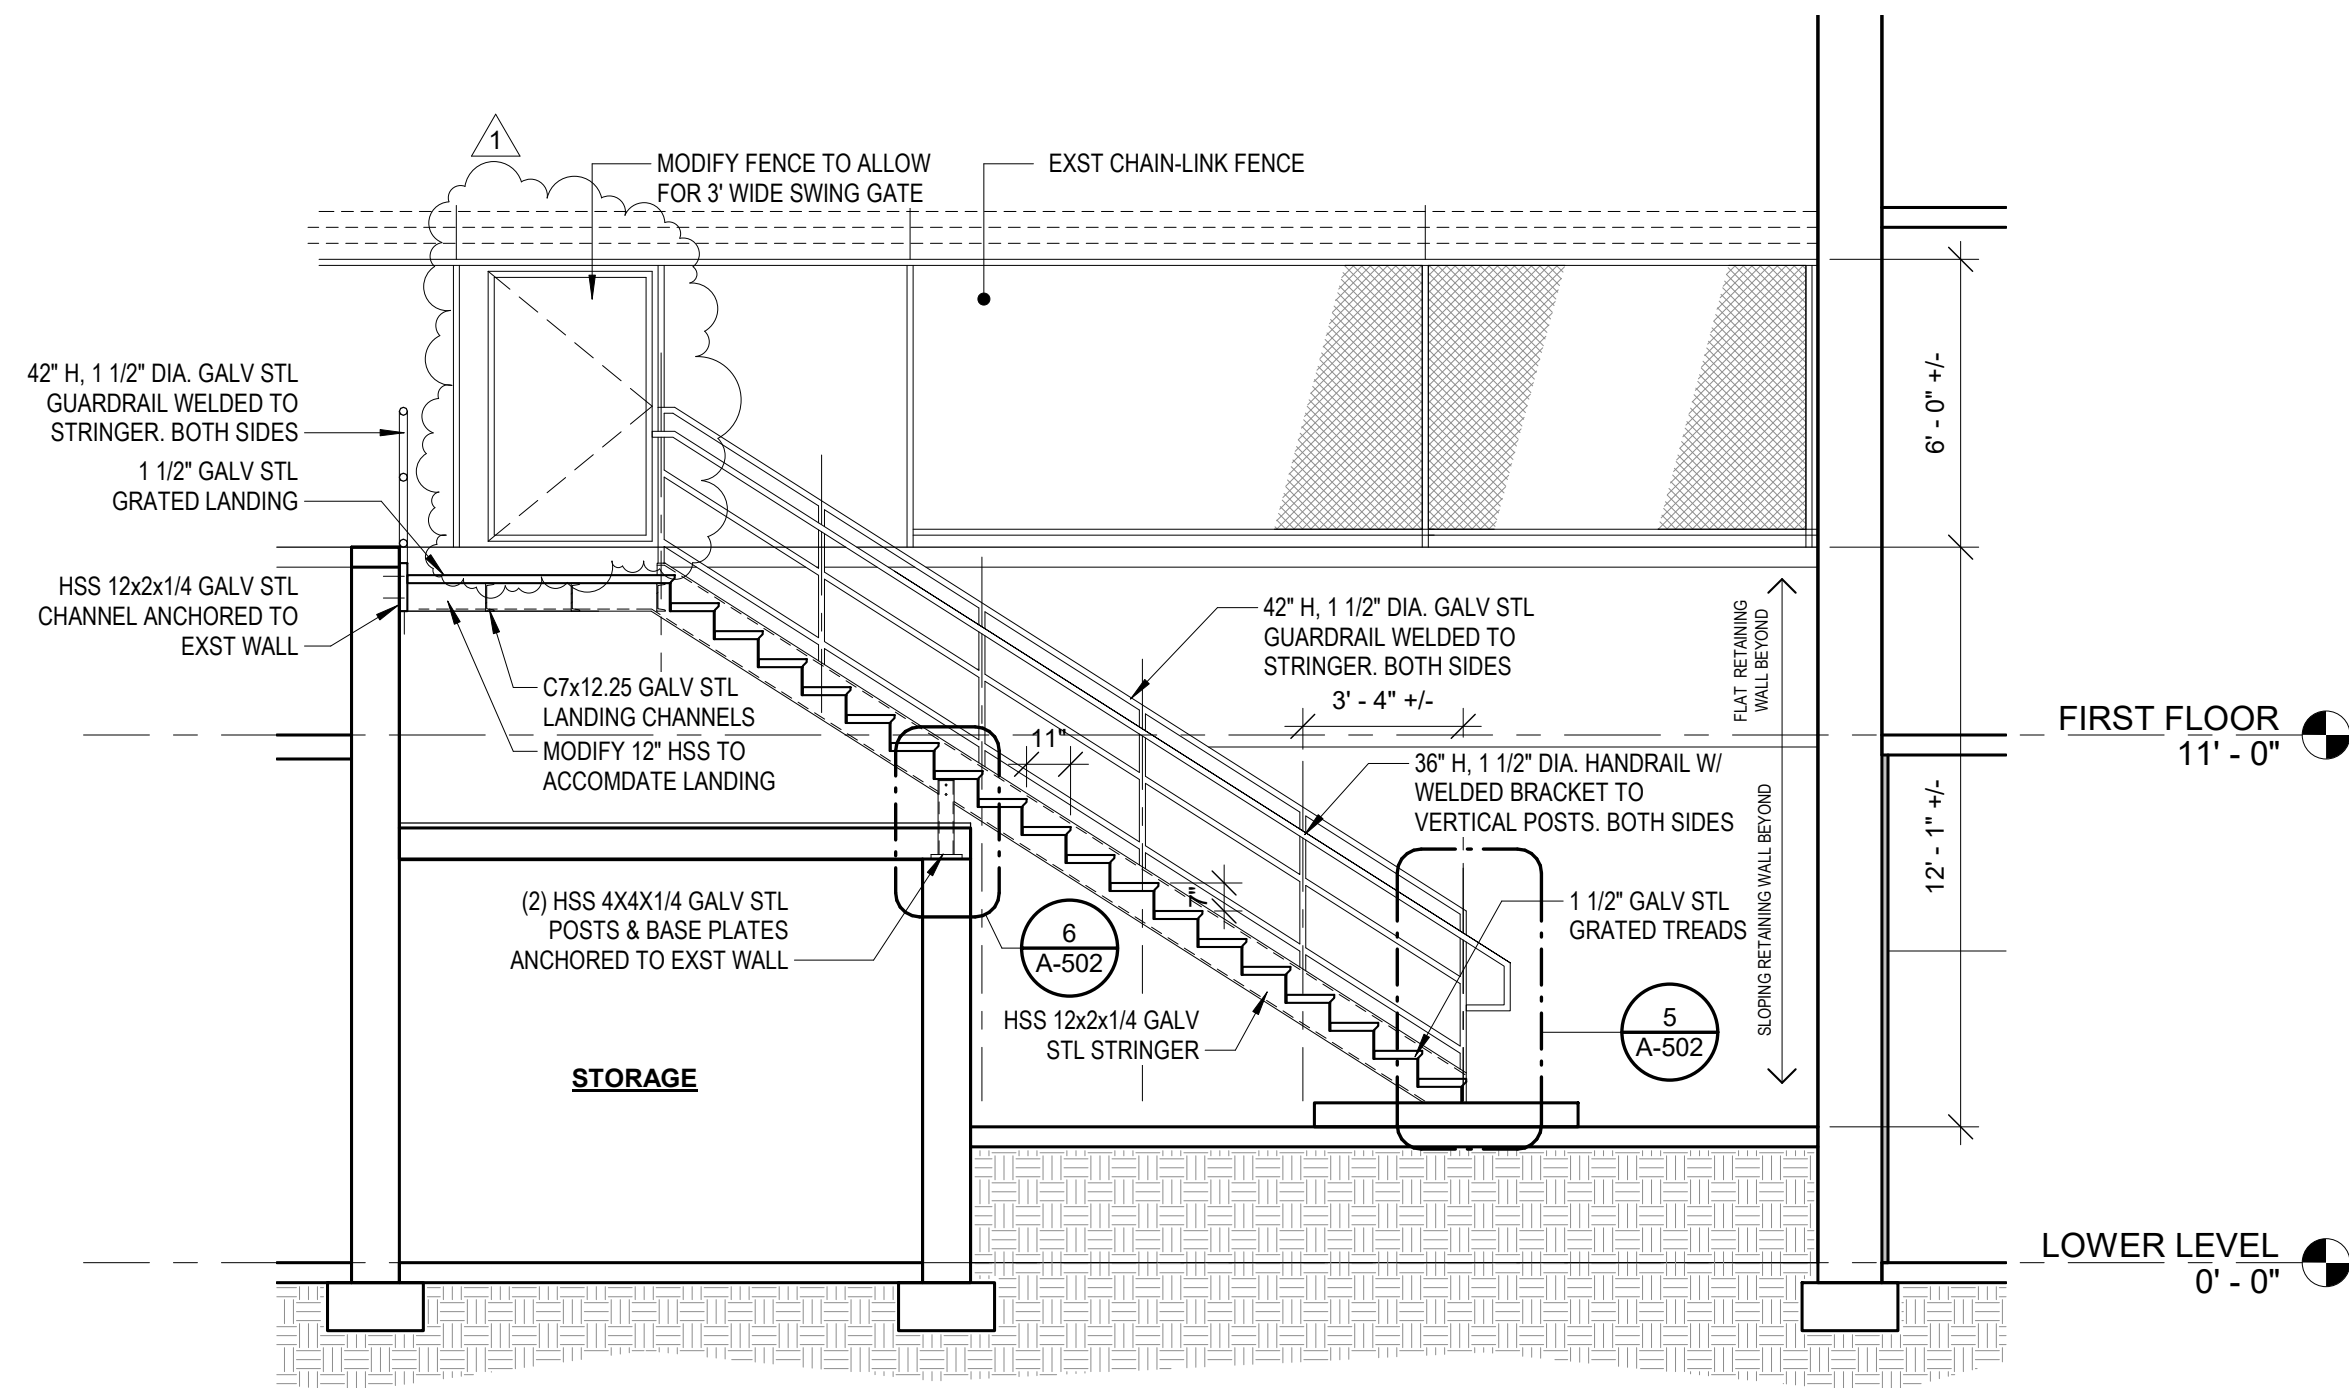 1
MODIFY FENCE TO ALLOW
FOR 3' WIDE SWING GATE
EXST CHAIN-LINK FENCE
42" H, 1 1/2" DIA. GALV STL
GUARDRAIL WELDED TO
STRINGER. BOTH SIDES
1 1/2" GALV STL
GRATED LANDING
HSS 12x2x1/4 GALV STL
CHANNEL ANCHORED TO
EXST WALL
C7x12.25 GALV STL
LANDING CHANNELS
MODIFY 12" HSS TO
ACCOMDATE LANDING
(2) HSS 4X4X1/4 GALV STL
POSTS & BASE PLATES
ANCHORED TO EXST WALL
STORAGE
11"
7"
6
A-502
HSS 12x2x1/4 GALV
STL STRINGER
42" H, 1 1/2" DIA. GALV STL
GUARDRAIL WELDED TO
STRINGER. BOTH SIDES
3' - 4" +/-
36" H, 1 1/2" DIA. HANDRAIL W/
WELDED BRACKET TO
VERTICAL POSTS. BOTH SIDES
1 1/2" GALV STL
GRATED TREADS
5
A-502
FLAT RETAINING
WALL BEYOND
SLOPING RETAINING WALL BEYOND
6' - 0" +/-
12' - 1" +/-
FIRST FLOOR
11' - 0"
LOWER LEVEL
0' - 0"